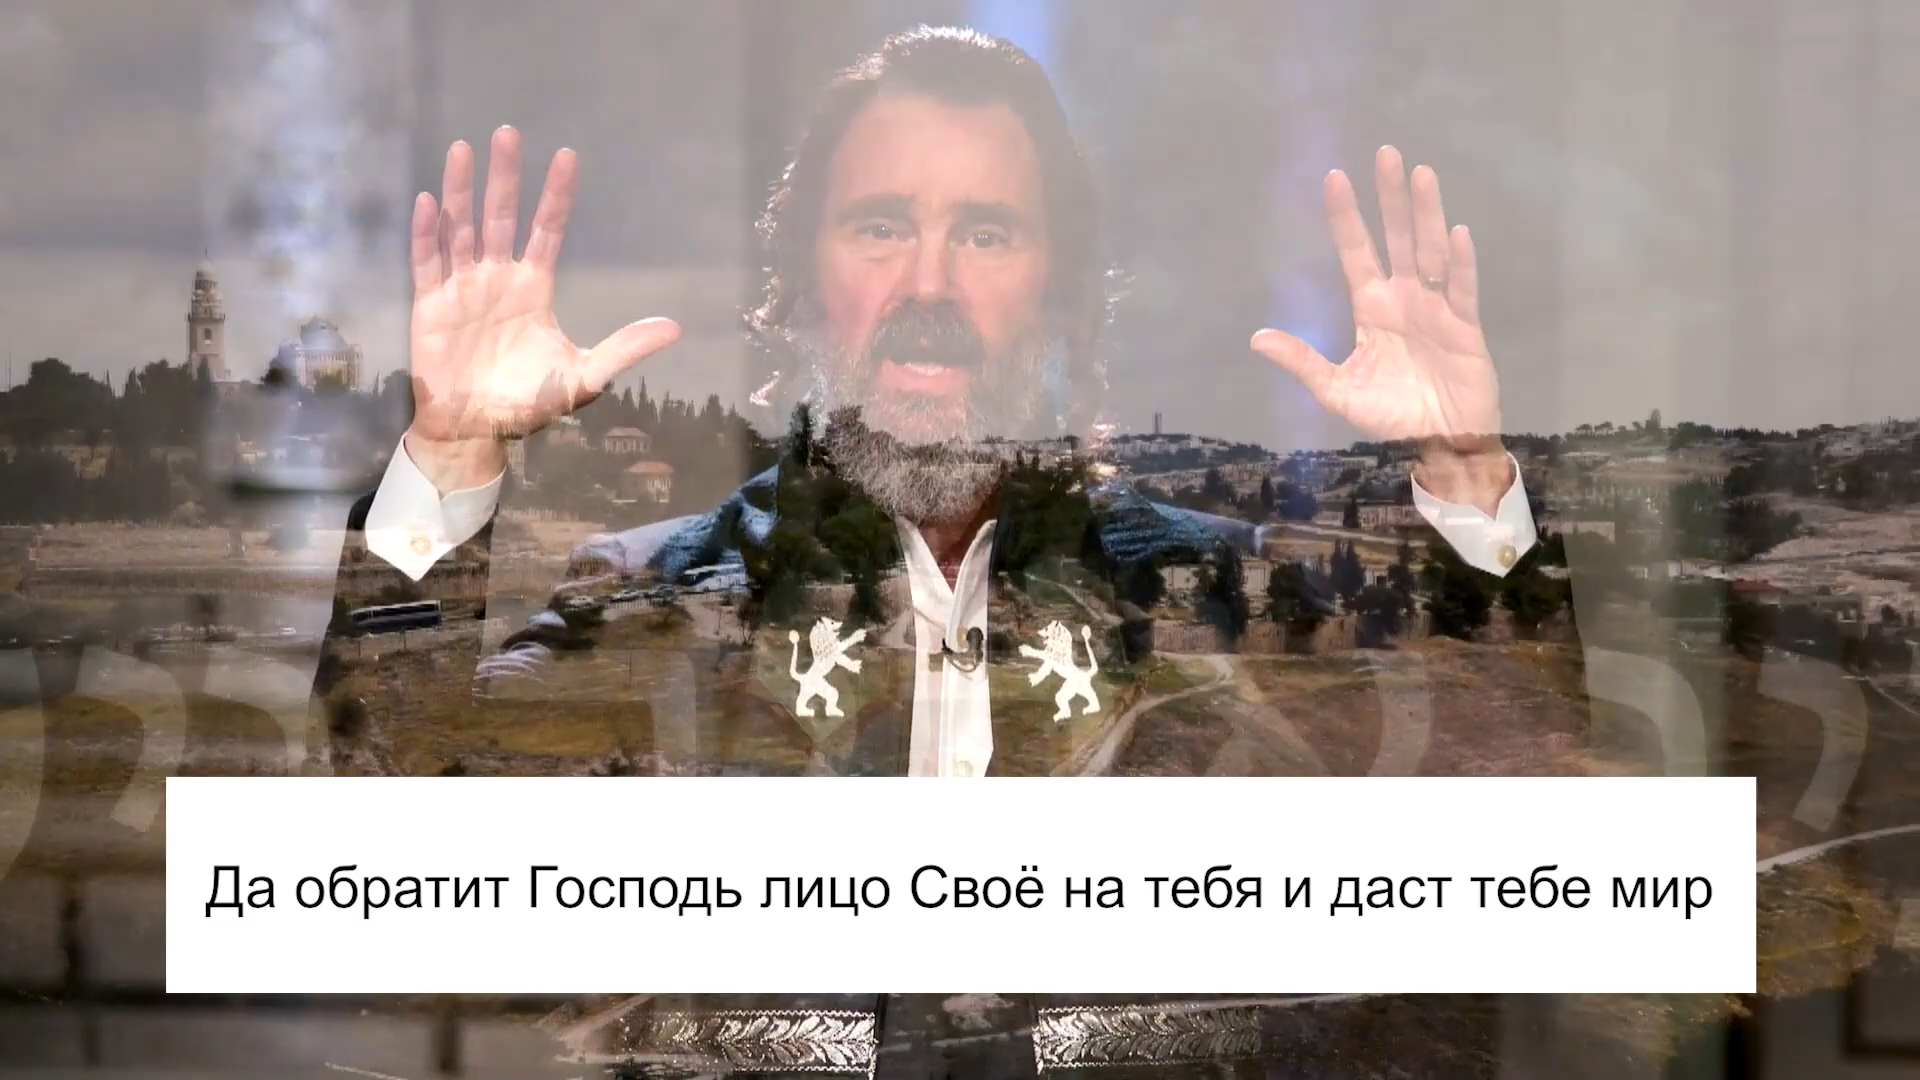 Да обратит Господь лицо Своё на тебя и даст тебе мир